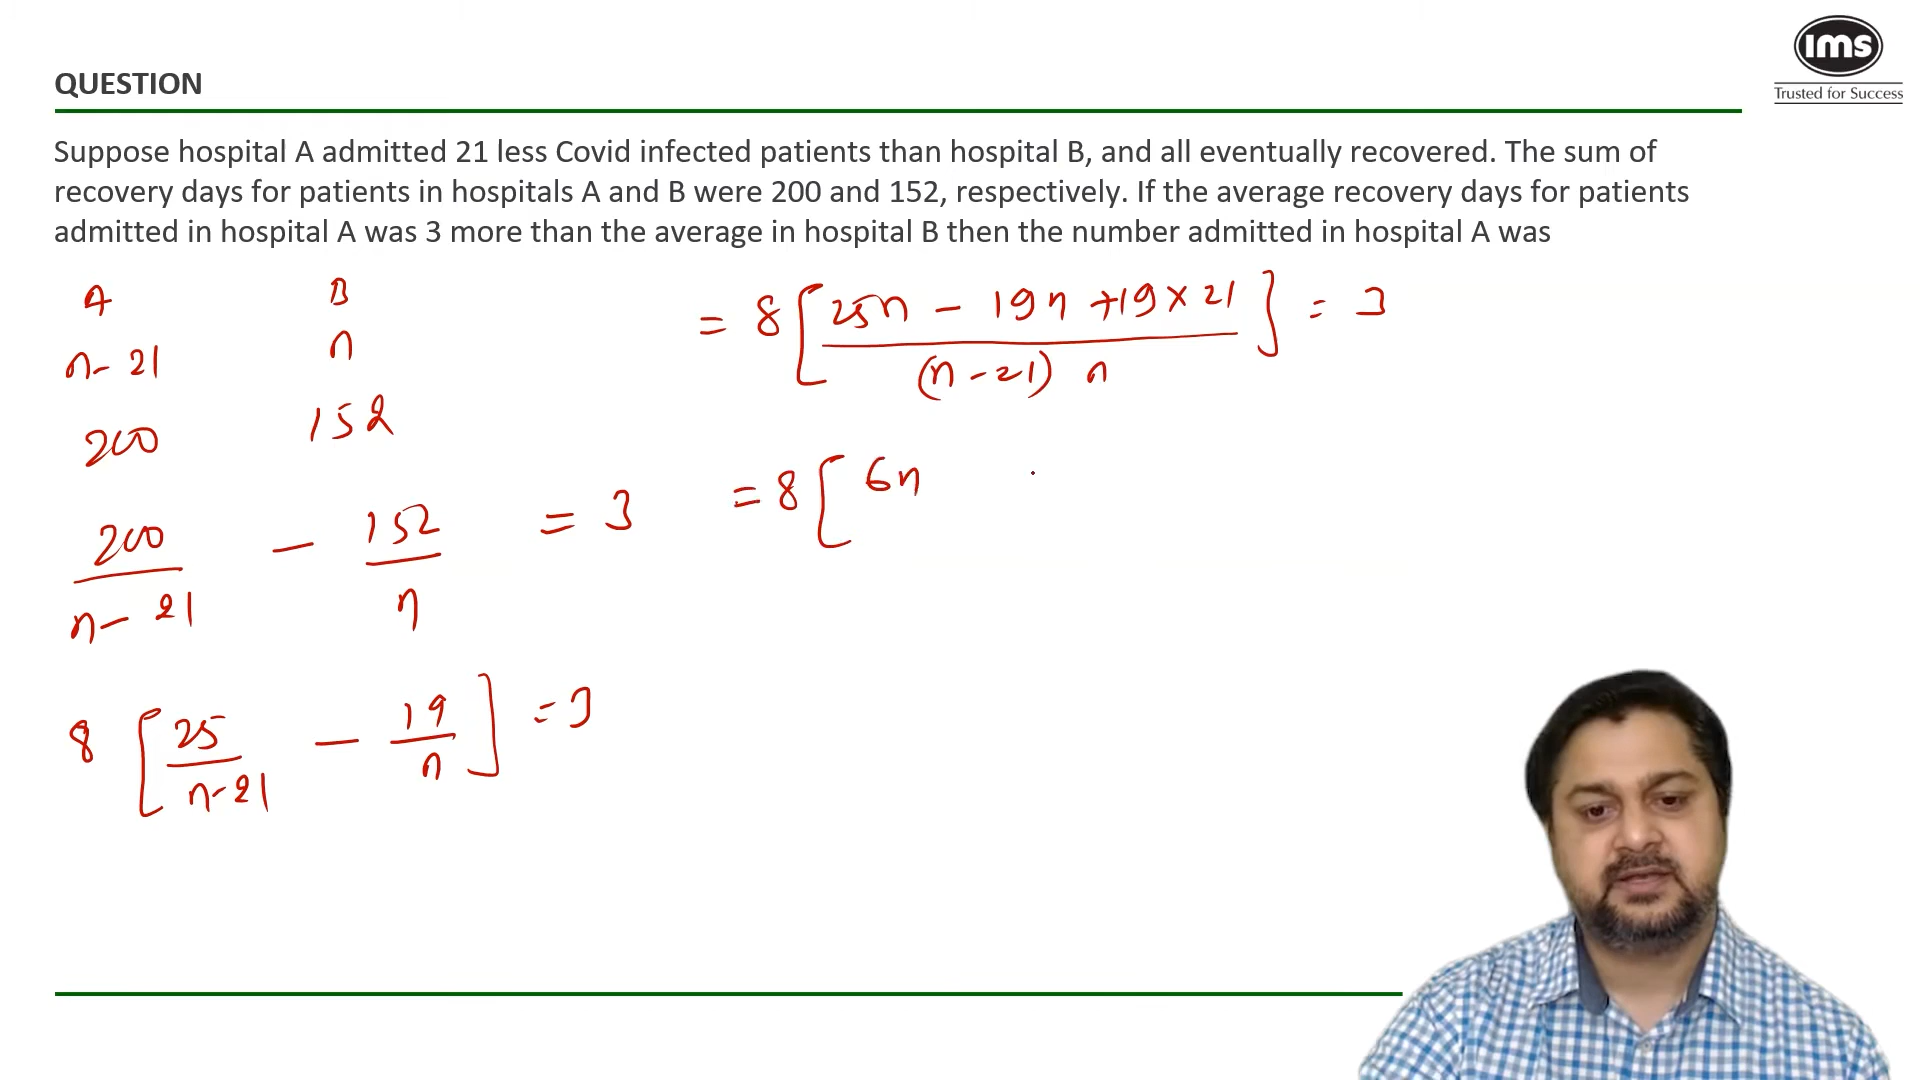 ims
Trusted for Success
QUESTION
Suppose hospital A admitted 21 less Covid infected patients than hospital B, and all eventually recovered. The sum of
recovery days for patients in hospitals A and B were 200 and 152, respectively. If the average recovery days for patients
admitted in hospital A was 3 more than the average in hospital B then the number admitted in hospital A was
A B
n-21 n
200 152
200/n-21 - 152/n = 3
8 [25/n-21 - 19/n] = 3
= 8 [25n - 19n + 19 × 21 / (n-21) n] = 3
= 8 [6n